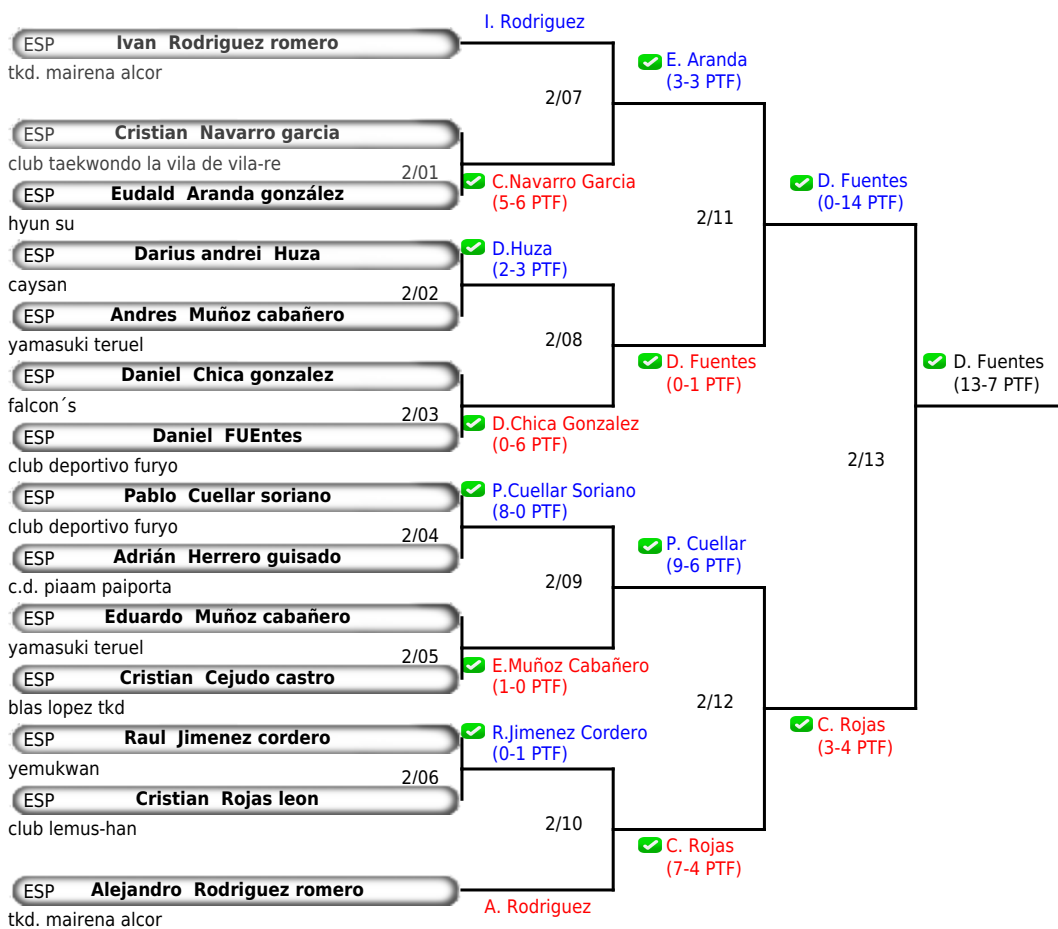 I. Rodriguez
ESP Ivan Rodriguez romero
tkd. mairena alcor
E. Aranda
(3-3 PTF)
2/07
ESP Cristian Navarro garcia
club taekwondo la vila de vila-re
2/01
C.Navarro Garcia
(5-6 PTF)
ESP Eudald Aranda gonzález
hyun su
D. Fuentes
(0-14 PTF)
2/11
ESP Darius andrei Huza
caysan
D.Huza
(2-3 PTF)
2/02
ESP Andres Muñoz cabañero
yamasuki teruel
2/08
D. Fuentes
(0-1 PTF)
D. Fuentes
(13-7 PTF)
ESP Daniel Chica gonzalez
falcon´s
2/03
D.Chica Gonzalez
(0-6 PTF)
ESP Daniel FUEntes
club deportivo furyo
2/13
ESP Pablo Cuellar soriano
club deportivo furyo
P.Cuellar Soriano
(8-0 PTF)
2/04
ESP Adrián Herrero guisado
c.d. piaam paiporta
P. Cuellar
(9-6 PTF)
2/09
ESP Eduardo Muñoz cabañero
yamasuki teruel
2/05
E.Muñoz Cabañero
(1-0 PTF)
ESP Cristian Cejudo castro
blas lopez tkd
2/12
C. Rojas
(3-4 PTF)
ESP Raul Jimenez cordero
yemukwan
R.Jimenez Cordero
(0-1 PTF)
2/06
ESP Cristian Rojas leon
club lemus-han
2/10
C. Rojas
(7-4 PTF)
ESP Alejandro Rodriguez romero
tkd. mairena alcor
A. Rodriguez